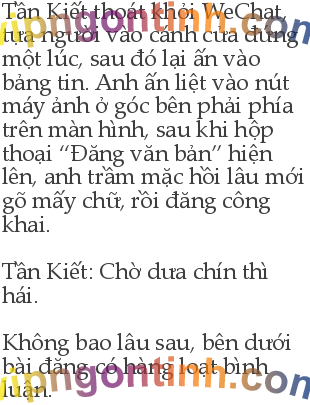 Tần Kiết thoát khỏi WeChat,
tựa người vào cánh cửa đứng
một lúc, sau đó lại ấn vào
bảng tin. Anh ấn liệt vào nút
máy ảnh ở góc bên phải phía
trên màn hình, sau khi hộp
thoại “Đăng văn bản” hiện
lên, anh trầm mặc hồi lâu mới
gõ mấy chữ, rồi đăng công
khai.
Tần Kiết: Chờ dưa chín thì
hái.
Không bao lâu sau, bên dưới
bài đăng có hàng loạt bình
luận.